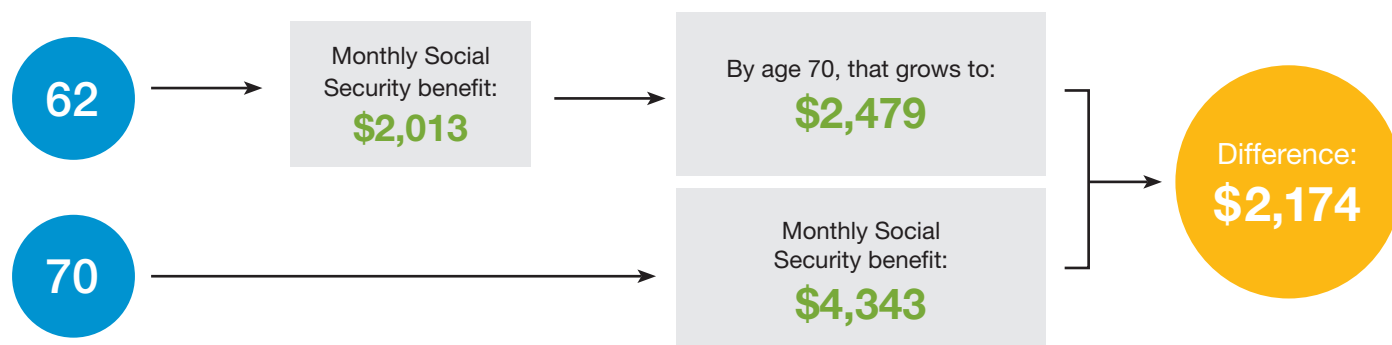 62
Monthly Social
Security benefit:
$2,013
By age 70, that grows to:
$2,479
Difference:
$2,174
70
Monthly Social
Security benefit:
$4,343